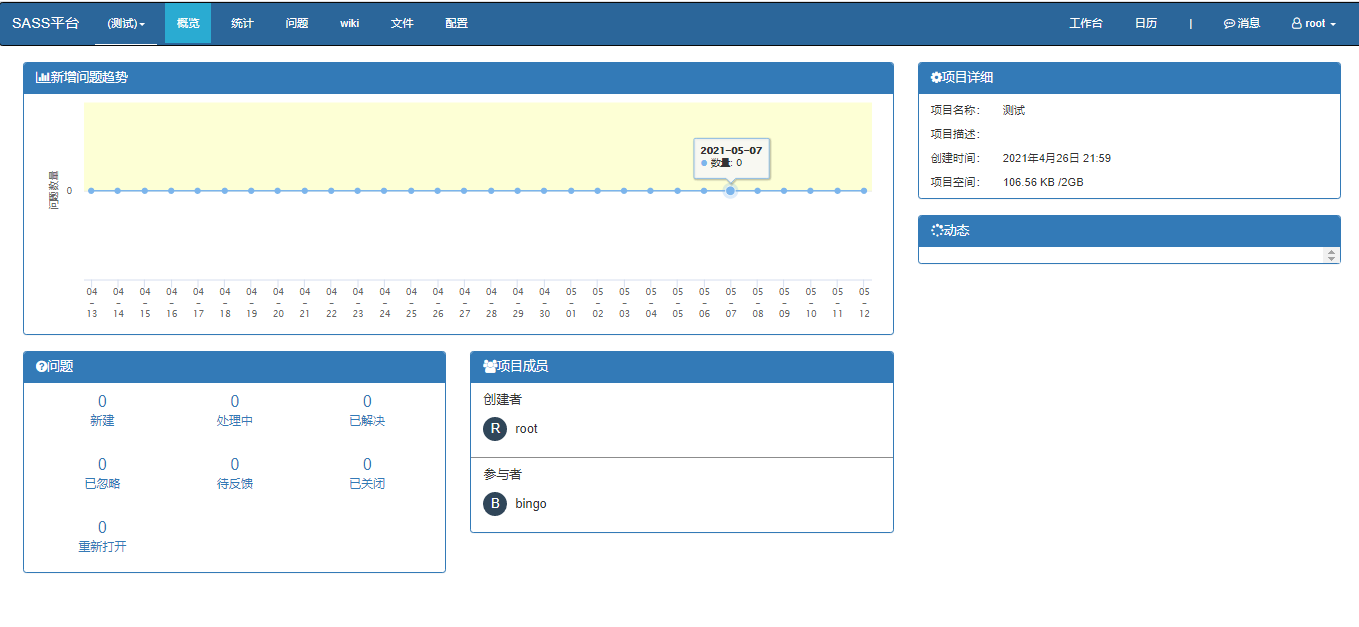 SASS平台 (测试) 概览 统计 问题 wiki 文件 配置 工作台 日历 | 消息 root
新增问题趋势
问题数量
0
2021-05-07
数量: 0
04-13 04-14 04-15 04-16 04-17 04-18 04-19 04-20 04-21 04-22 04-23 04-24 04-25 04-26 04-27 04-28 04-29 04-30 05-01 05-02 05-03 05-04 05-05 05-06 05-07 05-08 05-09 05-10 05-11 05-12
项目详细
项目名称: 测试
项目描述:
创建时间: 2021年4月26日 21:59
项目空间: 106.56 KB /2GB
动态
问题
0 0 0
新建 处理中 已解决
0 0 0
已忽略 待反馈 已关闭
0
重新打开
项目成员
创建者
R root
参与者
B bingo